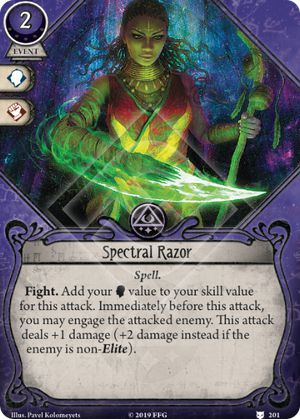 2
EVENT
Spectral Razor
Spell.
Fight. Add your value to your skill value
for this attack. Immediately before this attack,
you may engage the attacked enemy. This attack
deals +1 damage (+2 damage instead if the
enemy is non-Elite).
Illus. Pavel Kolomeyets
© 2019 FFG
201